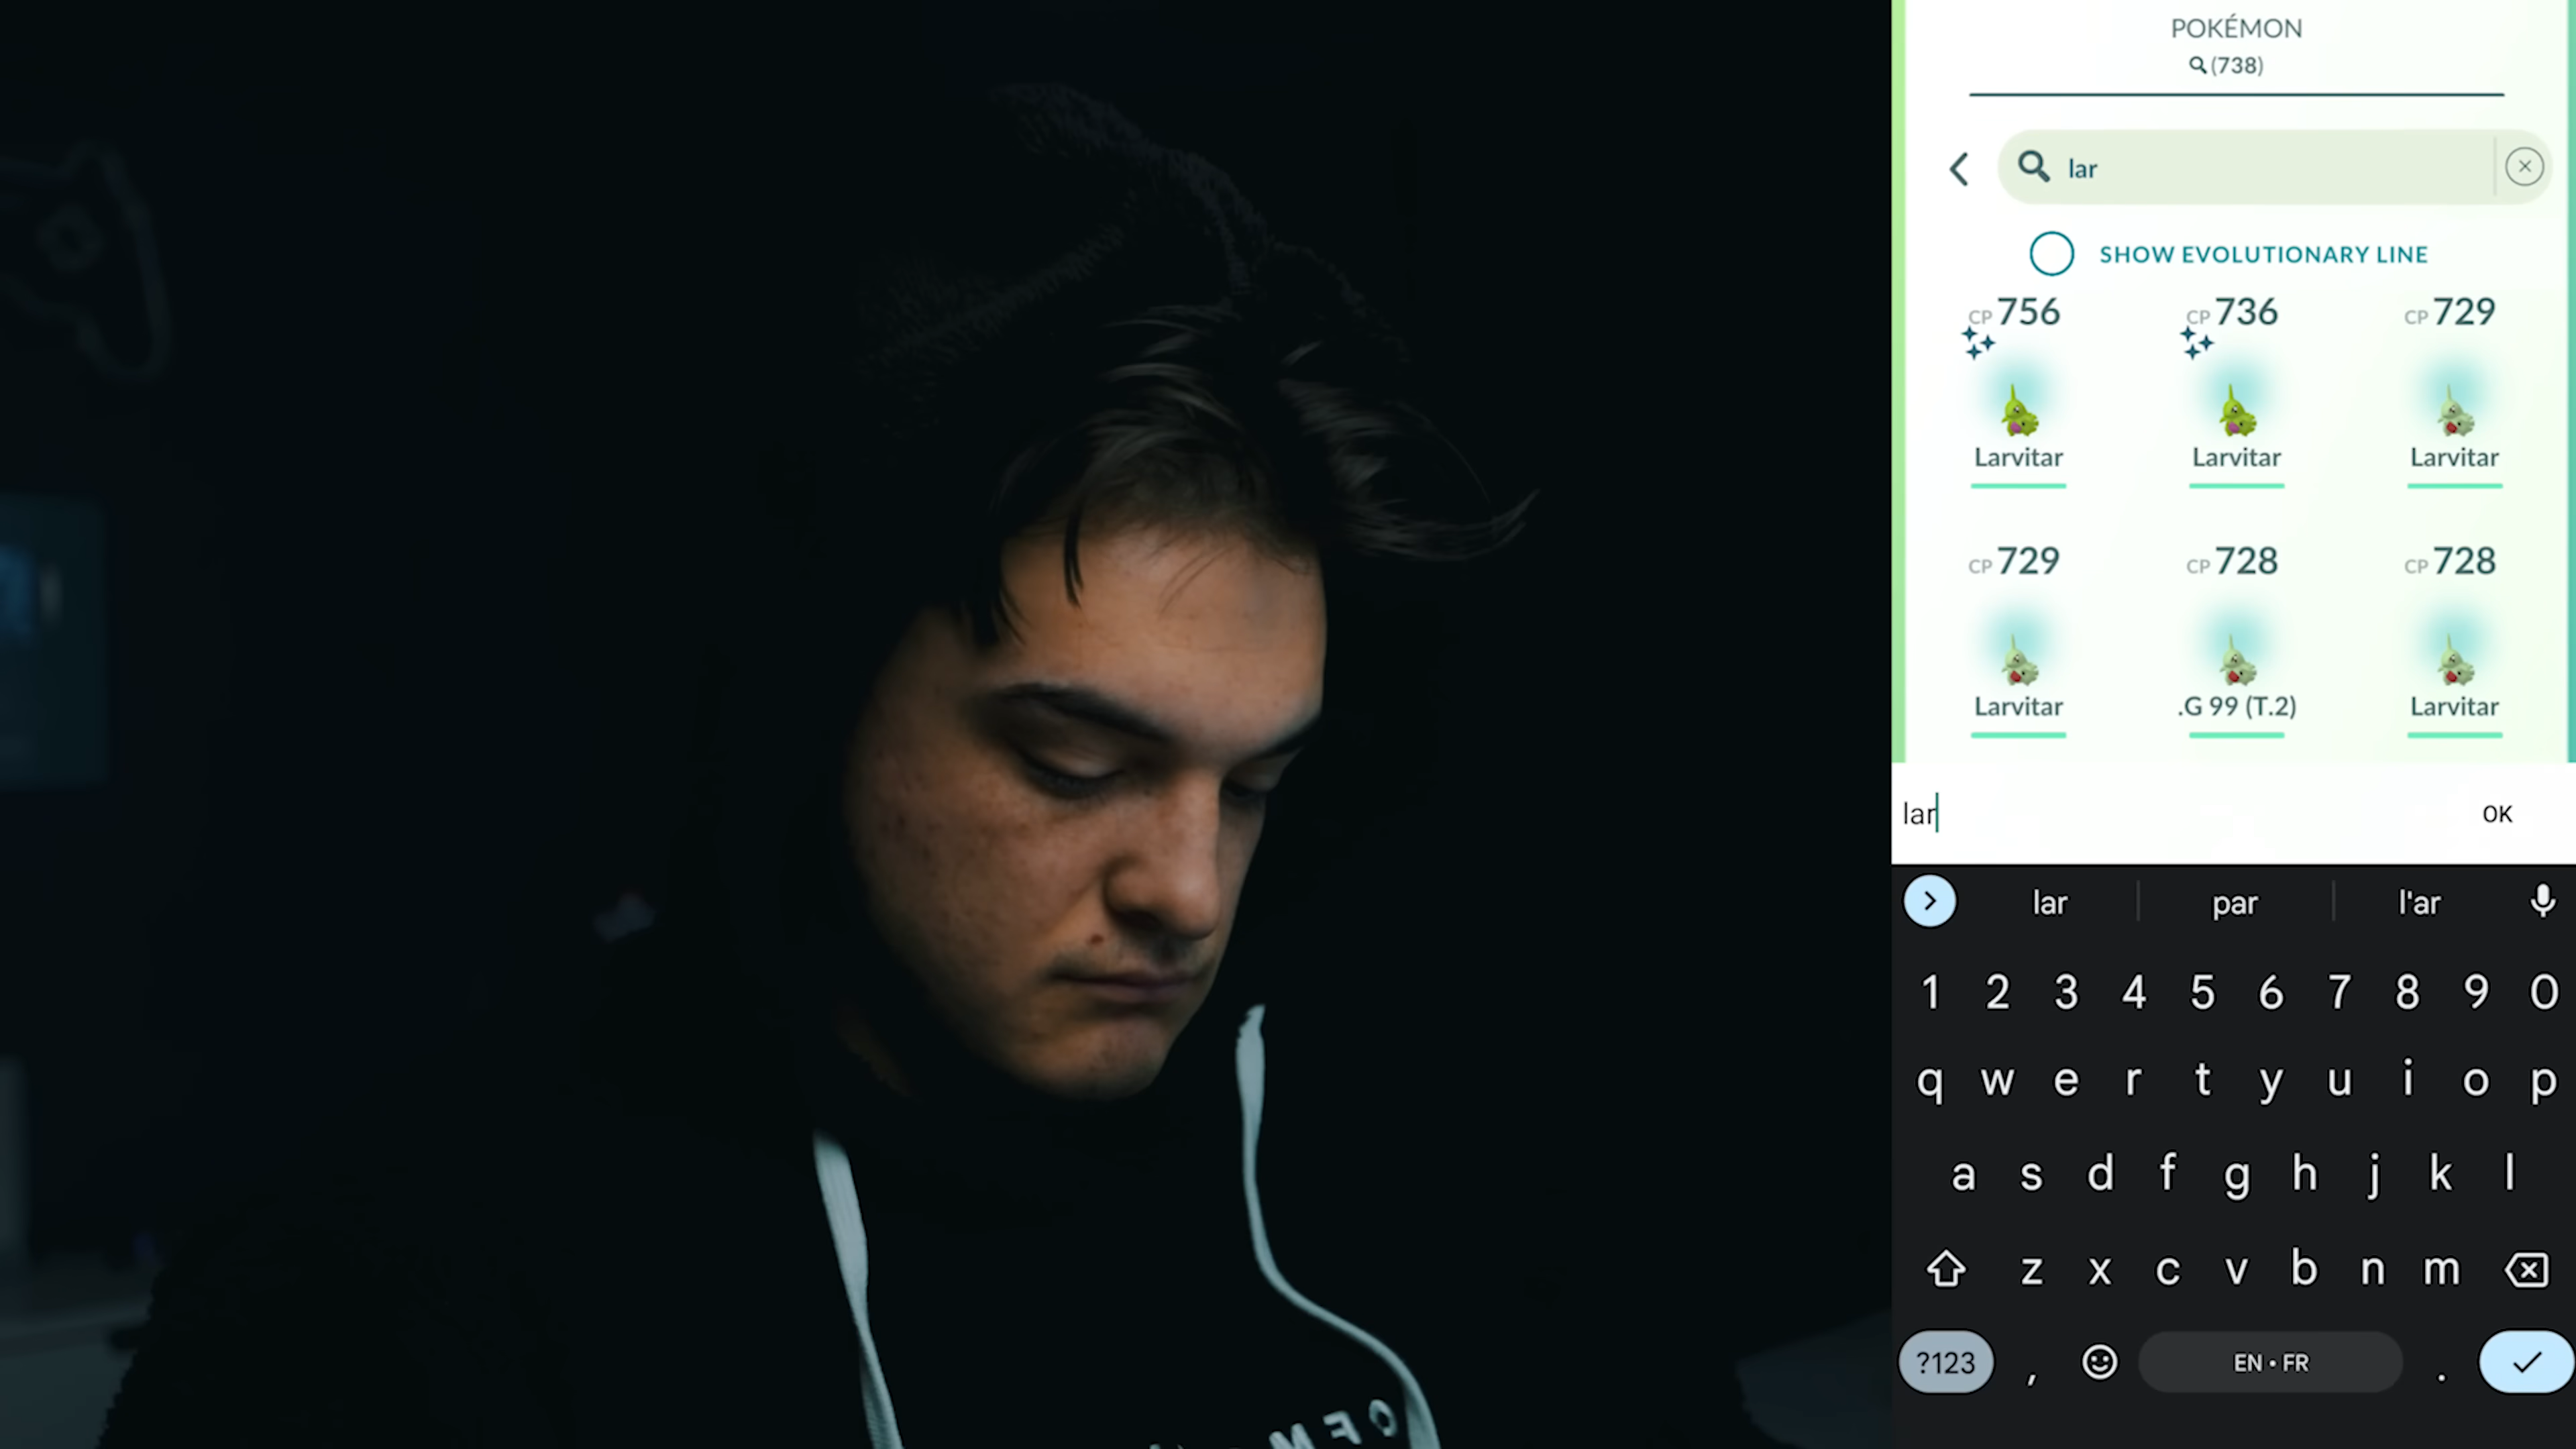 POKÉMON
(738)
lar
SHOW EVOLUTIONARY LINE
CP 756 CP 736 CP 729
Larvitar Larvitar Larvitar
CP 729 CP 728 CP 728
Larvitar .G 99 (T.2) Larvitar
lar OK
lar par l'ar
1 2 3 4 5 6 7 8 9 0
q w e r t y u i o p
a s d f g h j k l
z x c v b n m
?123 , EN • FR .